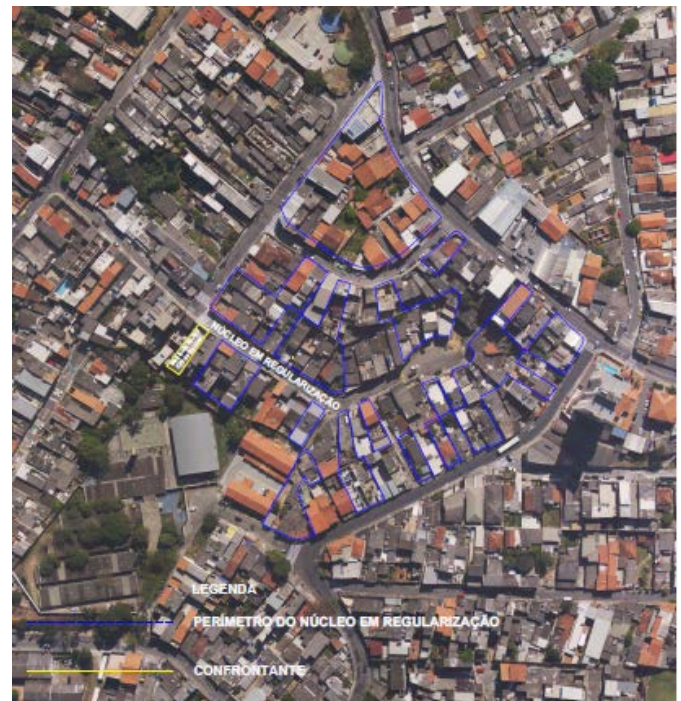 NÚCLEO EM REGULARIZAÇÃO
LEGENDA
PERÍMETRO DO NÚCLEO EM REGULARIZAÇÃO
CONFRONTANTE